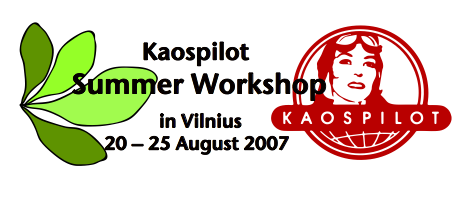 Kaospilot
Summer Workshop
in Vilnius
20 – 25 August 2007
KAOSPILOT